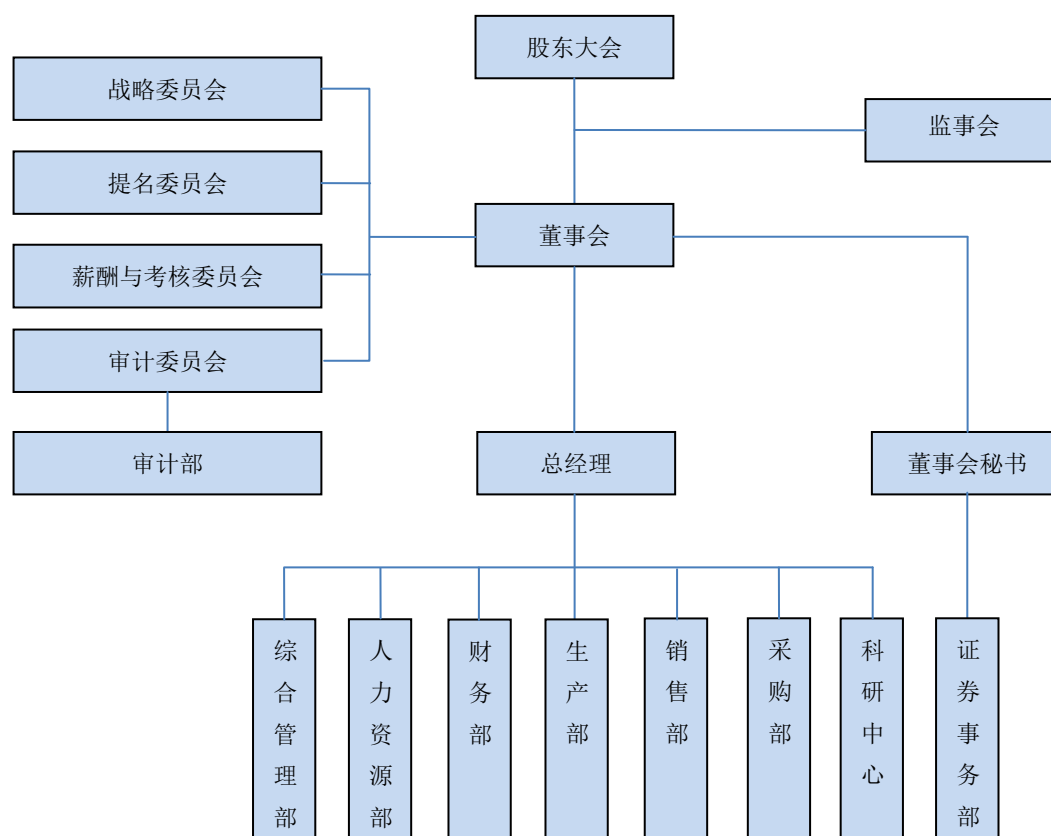 股东大会
战略委员会
监事会
提名委员会
董事会
薪酬与考核委员会
审计委员会
审计部
总经理
董事会秘书
综合管理部
人力资源部
财务部
生产部
销售部
采购部
科研中心
证券事务部